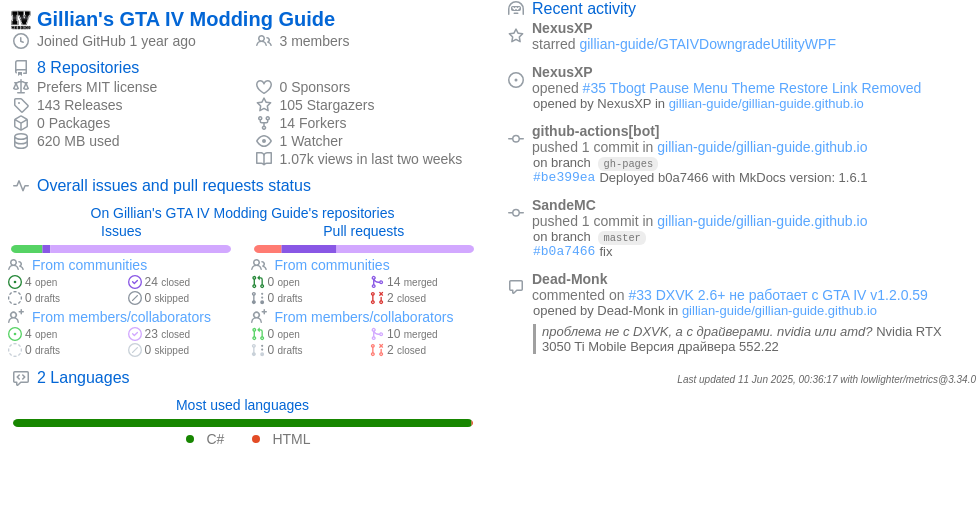 Gillian's GTA IV Modding Guide
Joined GitHub 1 year ago
3 members
8 Repositories
Prefers MIT license
0 Sponsors
143 Releases
105 Stargazers
0 Packages
14 Forkers
620 MB used
1 Watcher
1.07k views in last two weeks
Overall issues and pull requests status
On Gillian's GTA IV Modding Guide's repositories
Issues
From communities
4 open
24 closed
0 drafts
0 skipped
From members/collaborators
4 open
23 closed
0 drafts
0 skipped
Pull requests
From communities
0 open
14 merged
0 drafts
2 closed
From members/collaborators
0 open
10 merged
0 drafts
2 closed
2 Languages
Most used languages
C#
HTML
Recent activity
NexusXP
starred gillian-guide/GTAIVDowngradeUtilityWPF
NexusXP
opened #35 Tbogt Pause Menu Theme Restore Link Removed
opened by NexusXP in gillian-guide/gillian-guide.github.io
github-actions[bot]
pushed 1 commit in gillian-guide/gillian-guide.github.io
on branch gh-pages
#be399ea Deployed b0a7466 with MkDocs version: 1.6.1
SandeMC
pushed 1 commit in gillian-guide/gillian-guide.github.io
on branch master
#b0a7466 fix
Dead-Monk
commented on #33 DXVK 2.6+ не работает с GTA IV v1.2.0.59
opened by Dead-Monk in gillian-guide/gillian-guide.github.io
проблема не с DXVK, а с драйверами. nvidia или amd? Nvidia RTX
3050 Ti Mobile Версия драйвера 552.22
Last updated 11 Jun 2025, 00:36:17 with lowlighter/metrics@3.34.0